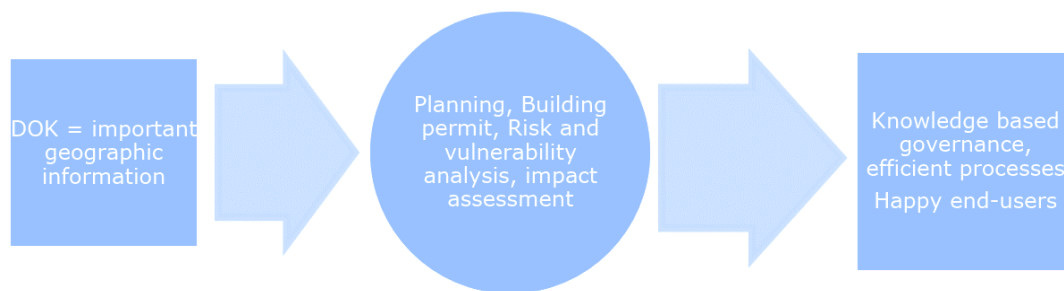 DOK = important
geographic
information
Planning, Building
permit, Risk and
vulnerability
analysis, impact
assessment
Knowledge based
governance,
efficient processes
Happy end-users